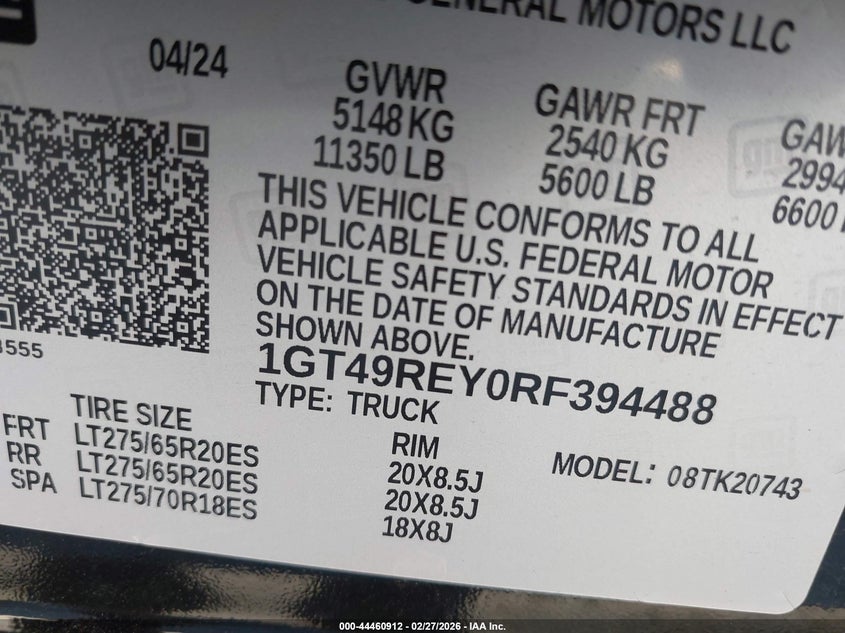 GENERAL MOTORS LLC
04/24
GVWR
5148 KG
11350 LB
GAWR FRT
2540 KG
5600 LB
GAW
2994
6600
THIS VEHICLE CONFORMS TO ALL
APPLICABLE U.S. FEDERAL MOTOR
VEHICLE SAFETY STANDARDS IN EFFECT
ON THE DATE OF MANUFACTURE
SHOWN ABOVE.
3555
1GT49REY0RF394488
TYPE: TRUCK
TIRE SIZE
RIM
FRT LT275/65R20ES 20X8.5J
RR LT275/65R20ES 20X8.5J
SPA LT275/70R18ES 18X8J
MODEL: 08TK20743
000-44460912 - 02/27/2026 - IAA Inc.